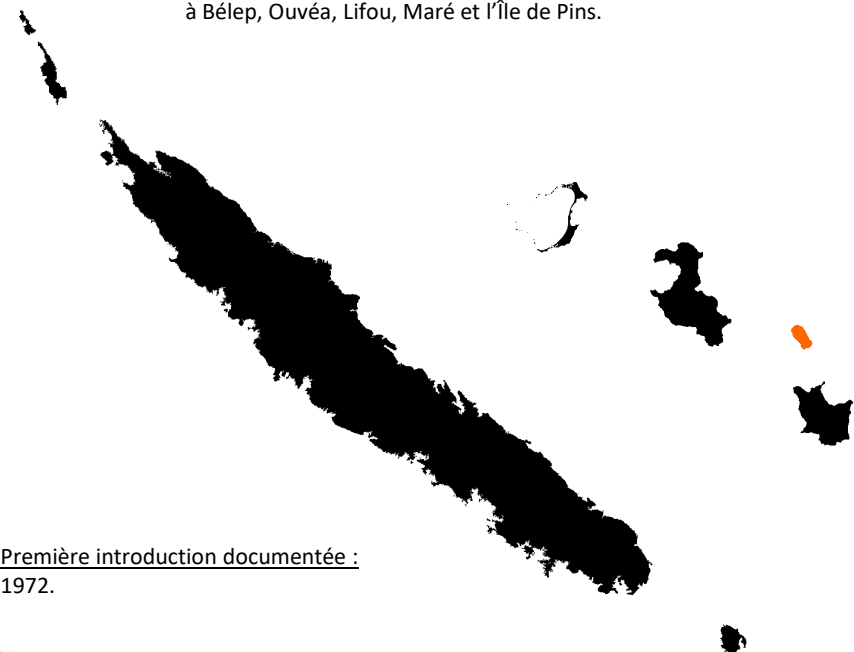 à Bélep, Ouvéa, Lifou, Maré et l’Île de Pins.
Première introduction documentée :
1972.